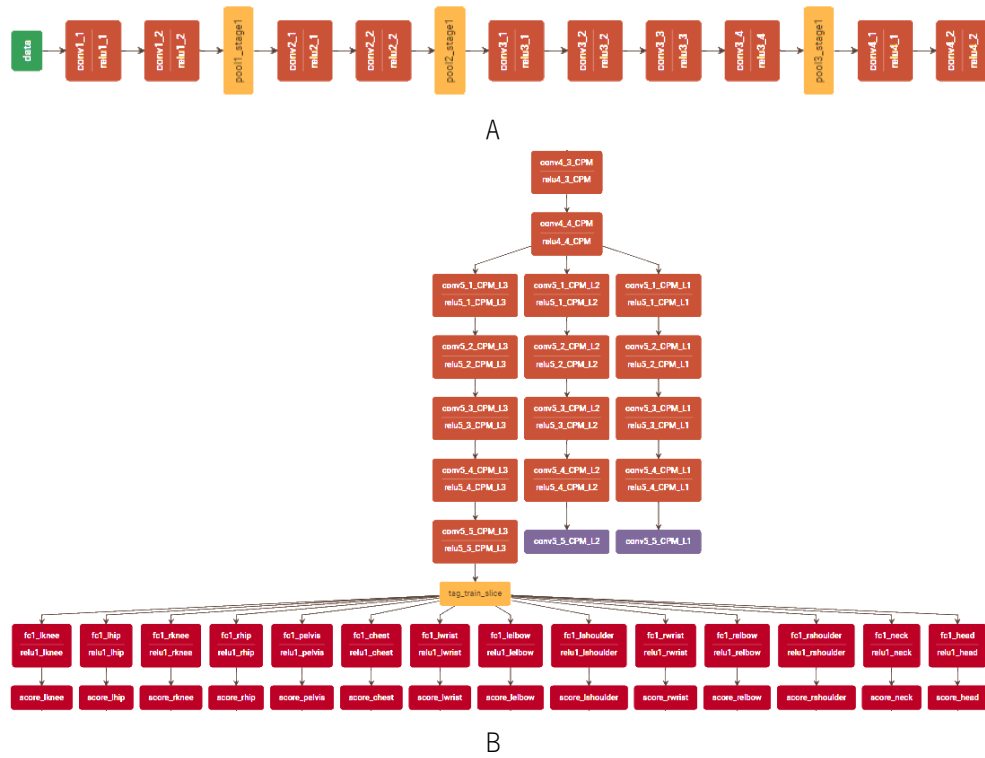 data
conv1_1
relu1_1
conv1_2
relu1_2
pool1_stage1
conv2_1
relu2_1
conv2_2
relu2_2
pool2_stage1
conv3_1
relu3_1
conv3_2
relu3_2
conv3_3
relu3_3
conv3_4
relu3_4
pool3_stage1
conv4_1
relu4_1
conv4_2
relu4_2
A
conv4_3_CPM
relu4_3_CPM
conv4_4_CPM
relu4_4_CPM
conv5_1_CPM_L3 conv5_1_CPM_L2 conv5_1_CPM_L1
relu5_1_CPM_L3 relu5_1_CPM_L2 relu5_1_CPM_L1
conv5_2_CPM_L3 conv5_2_CPM_L2 conv5_2_CPM_L1
relu5_2_CPM_L3 relu5_2_CPM_L2 relu5_2_CPM_L1
conv5_3_CPM_L3 conv5_3_CPM_L2 conv5_3_CPM_L1
relu5_3_CPM_L3 relu5_3_CPM_L2 relu5_3_CPM_L1
conv5_4_CPM_L3 conv5_4_CPM_L2 conv5_4_CPM_L1
relu5_4_CPM_L3 relu5_4_CPM_L2 relu5_4_CPM_L1
conv5_5_CPM_L3 conv5_5_CPM_L2 conv5_5_CPM_L1
relu5_5_CPM_L3
tag_train_slice
fc1_lknee fc1_lhip fc1_rknee fc1_rhip fc1_pelvis fc1_chest fc1_lwrist fc1_lelbow fc1_lshoulder fc1_rwrist fc1_relbow fc1_rshoulder fc1_neck fc1_head
relu1_lknee relu1_lhip relu1_rknee relu1_rhip relu1_pelvis relu1_chest relu1_lwrist relu1_lelbow relu1_lshoulder relu1_rwrist relu1_relbow relu1_rshoulder relu1_neck relu1_head
score_lknee score_lhip score_rknee score_rhip score_pelvis score_chest score_lwrist score_lelbow score_lshoulder score_rwrist score_relbow score_rshoulder score_neck score_head
B